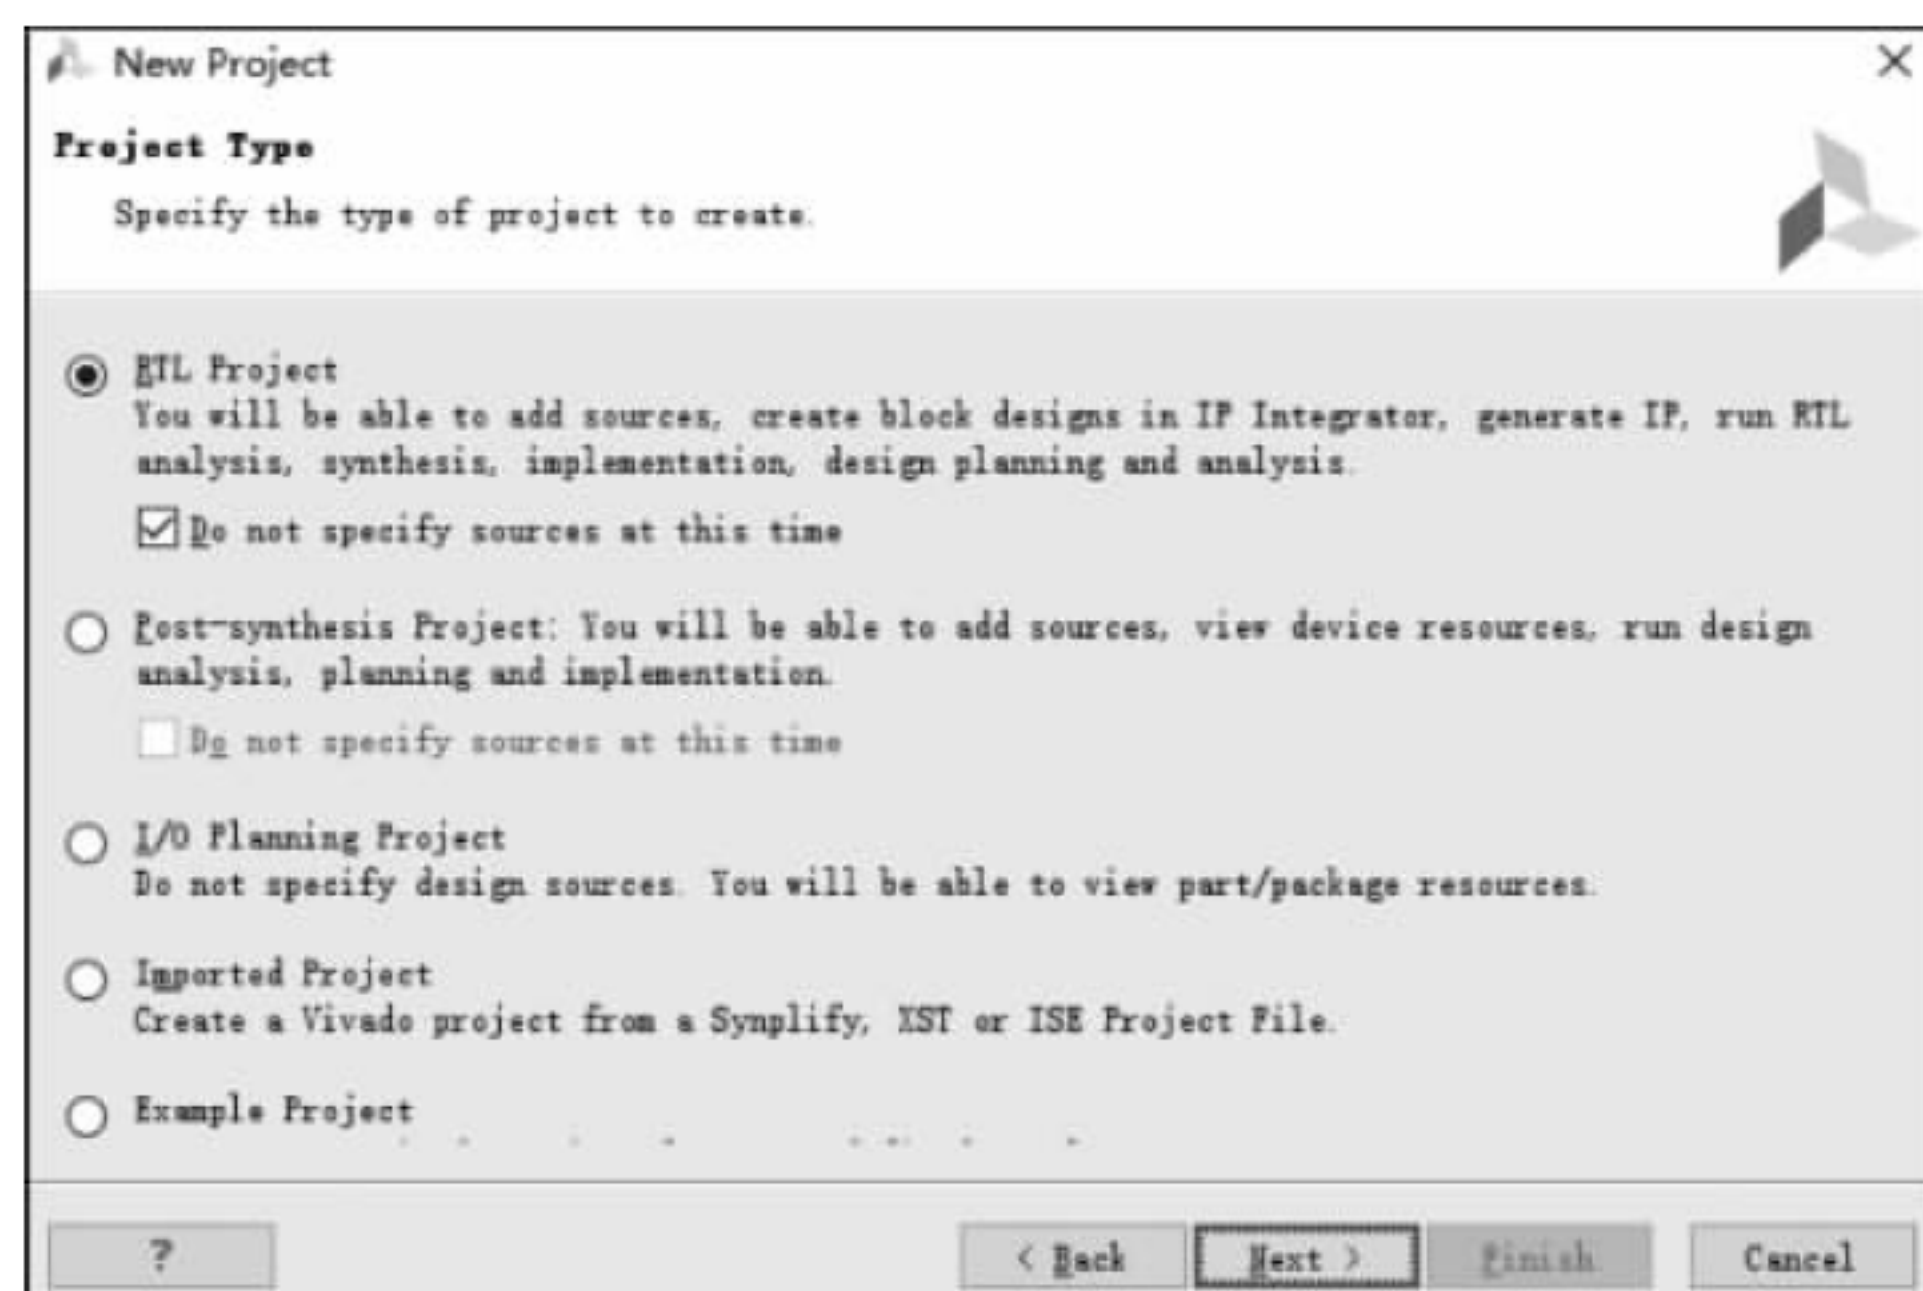 New Project
Project Type
Specify the type of project to create.
RTL Project
You will be able to add sources, create block designs in IP Integrator, generate IP, run RTL
analysis, synthesis, implementation, design planning and analysis.
Do not specify sources at this time
Post-synthesis Project: You will be able to add sources, view device resources, run design
analysis, planning and implementation.
Do not specify sources at this time
I/O Planning Project
Do not specify design sources. You will be able to view part/package resources.
Imported Project
Create a Vivado project from a Synplify, XST or ISE Project File.
Example Project
?
< Back
Next >
Finish
Cancel